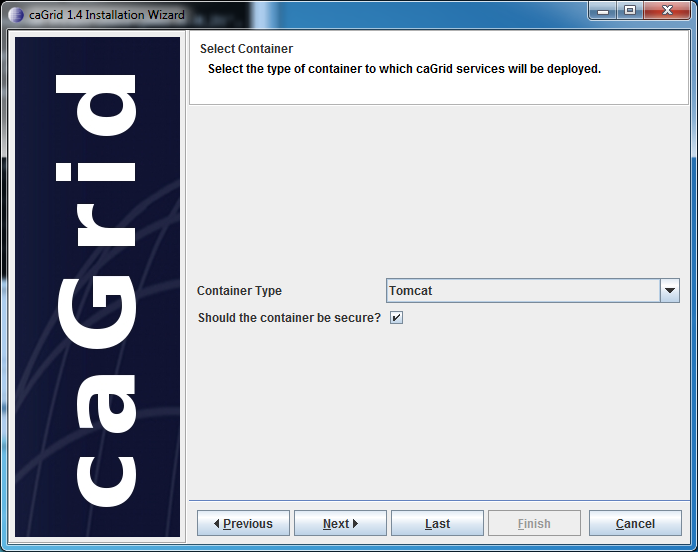 caGrid 1.4 Installation Wizard
caGrid
Select Container
Select the type of container to which caGrid services will be deployed.
Container Type
Tomcat
Should the container be secure?
Previous
Next
Last
Finish
Cancel